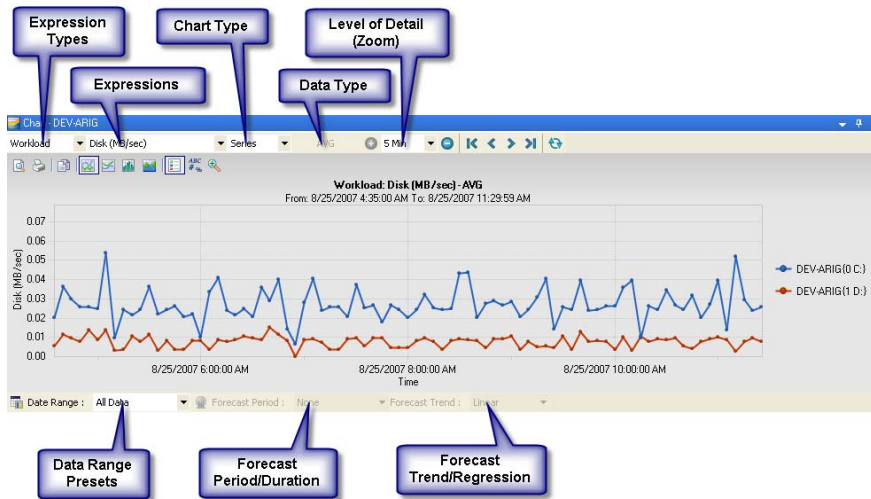 Expression
Types
Chart Type
Level of Detail
(Zoom)
Expressions
Data Type
Chart - DEV-ARIG
Workload Disk (MB/sec) Series AVG 5 Min
ABC
Workload: Disk (MB/sec) - AVG
From: 8/25/2007 4:35:00 AM To: 8/25/2007 11:29:59 AM
Disk (MB/sec)
0.07
0.06
0.05
0.04
0.03
0.02
0.01
0.00
DEV-ARIG{0 C:}
DEV-ARIG{1 D:}
8/25/2007 6:00:00 AM 8/25/2007 8:00:00 AM 8/25/2007 10:00:00 AM
Time
Date Range : All Data Forecast Period : None Forecast Trend : Linear
Data Range
Presets
Forecast
Period/Duration
Forecast
Trend/Regression